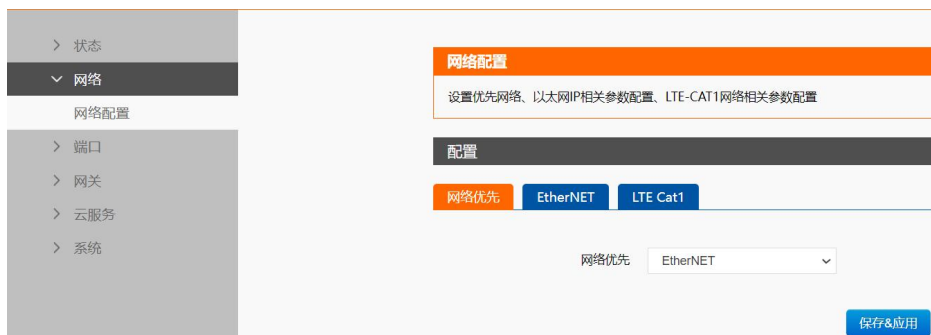 状态
网络
网络配置
端口
网关
云服务
系统
网络配置
设置优先网络、以太网IP相关参数配置、LTE-CAT1网络相关参数配置
配置
网络优先 EtherNET LTE Cat1
网络优先 EtherNET
保存&应用